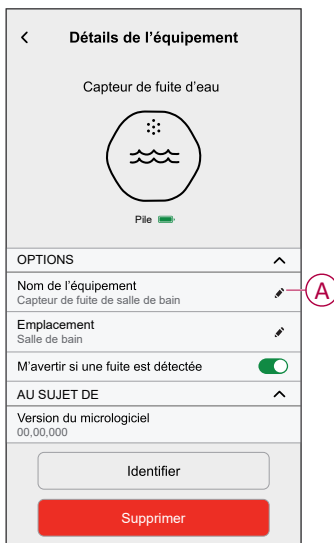 Détails de l'équipement
Capteur de fuite d'eau
Pile
OPTIONS
Nom de l'équipement
Capteur de fuite de salle de bain
A
Emplacement
Salle de bain
M'avertir si une fuite est détectée
AU SUJET DE
Version du micrologiciel
00,00,000
Identifier
Supprimer